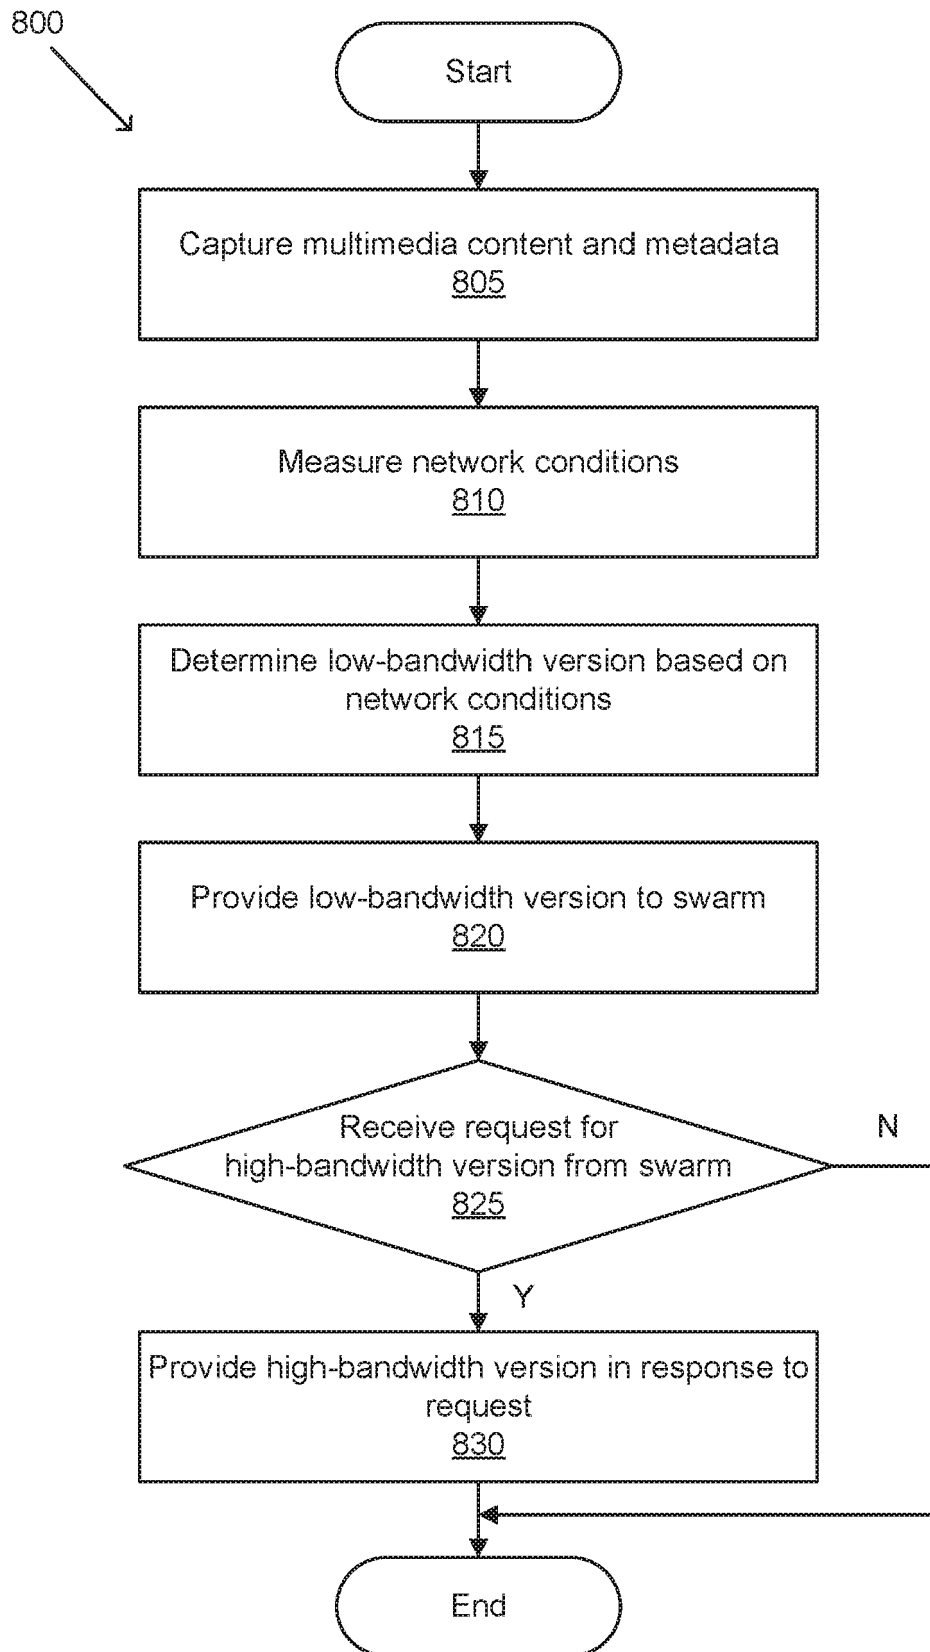 800
Start
Capture multimedia content and metadata
805
Measure network conditions
810
Determine low-bandwidth version based on
network conditions
815
Provide low-bandwidth version to swarm
820
Receive request for
high-bandwidth version from swarm
825
N
Y
Provide high-bandwidth version in response to
request
830
End